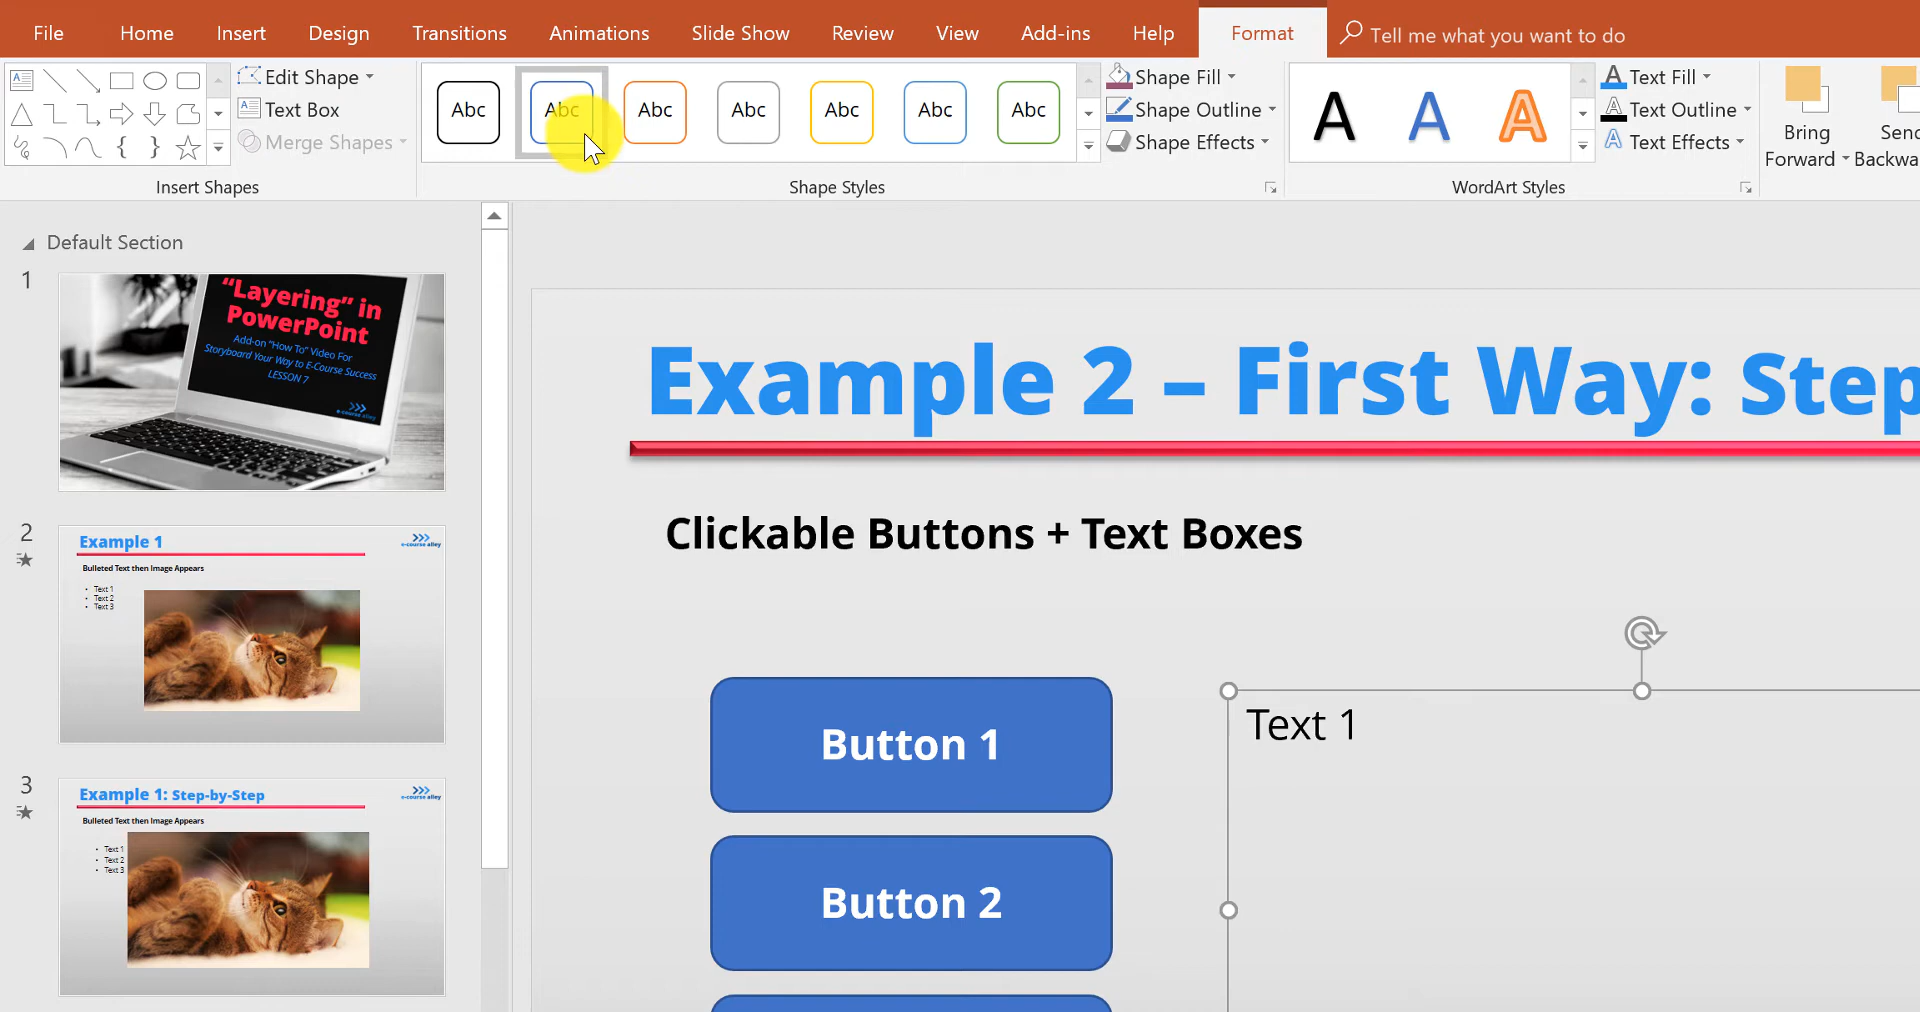 File Home Insert Design Transitions Animations Slide Show Review View Add-ins Help Format Tell me what you want to do
Edit Shape
Text Box
Merge Shapes
Insert Shapes
Abc Abc Abc Abc Abc Abc Abc
Shape Styles
Shape Fill
Shape Outline
Shape Effects
A A A
WordArt Styles
Text Fill
Text Outline
Text Effects
Bring
Forward
Send
Backwa
Default Section
1
“Layering” in
PowerPoint
Add-on “How To” Video For
Storyboard Your Way to E-Course Success
LESSON 7
e-course alley
2
Example 1
e-course alley
Bulleted Text then Image Appears
• Text 1
• Text 2
• Text 3
3
Example 1: Step-by-Step
e-course alley
Bulleted Text then Image Appears
• Text 1
• Text 2
• Text 3
Example 2 – First Way: Step
Clickable Buttons + Text Boxes
Button 1
Text 1
Button 2